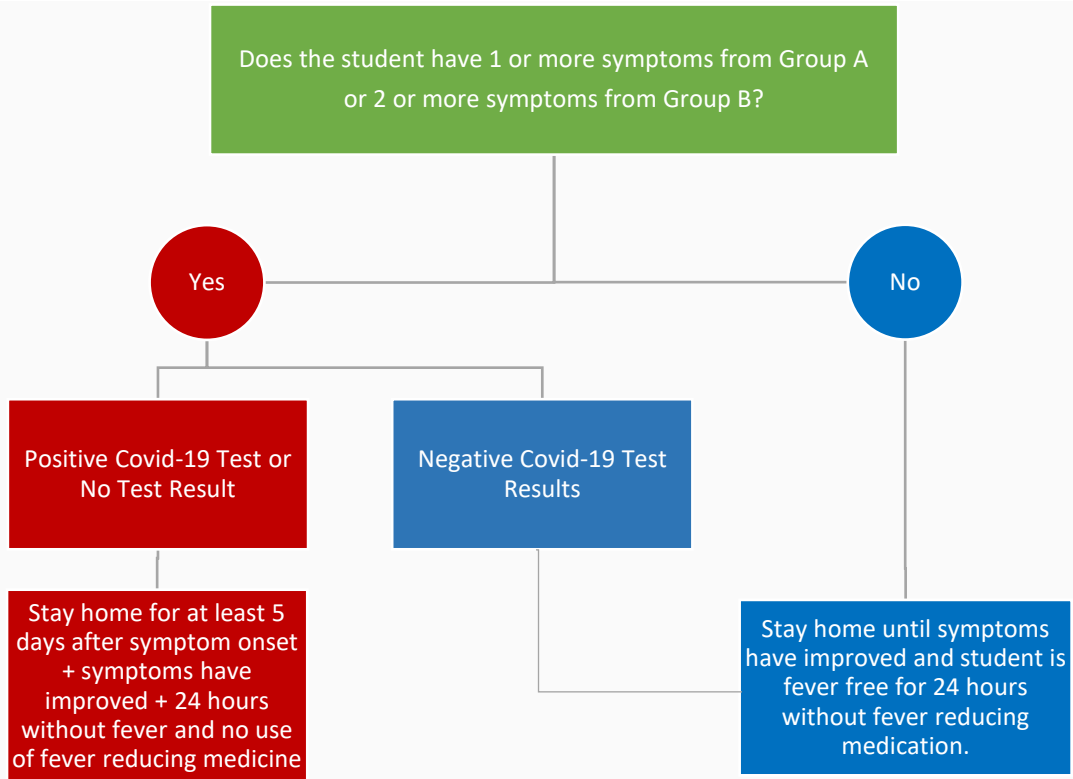 Does the student have 1 or more symptoms from Group A
or 2 or more symptoms from Group B?
Yes
No
Positive Covid-19 Test or
No Test Result
Negative Covid-19 Test
Results
Stay home for at least 5
days after symptom onset
+ symptoms have
improved + 24 hours
without fever and no use
of fever reducing medicine
Stay home until symptoms
have improved and student is
fever free for 24 hours
without fever reducing
medication.